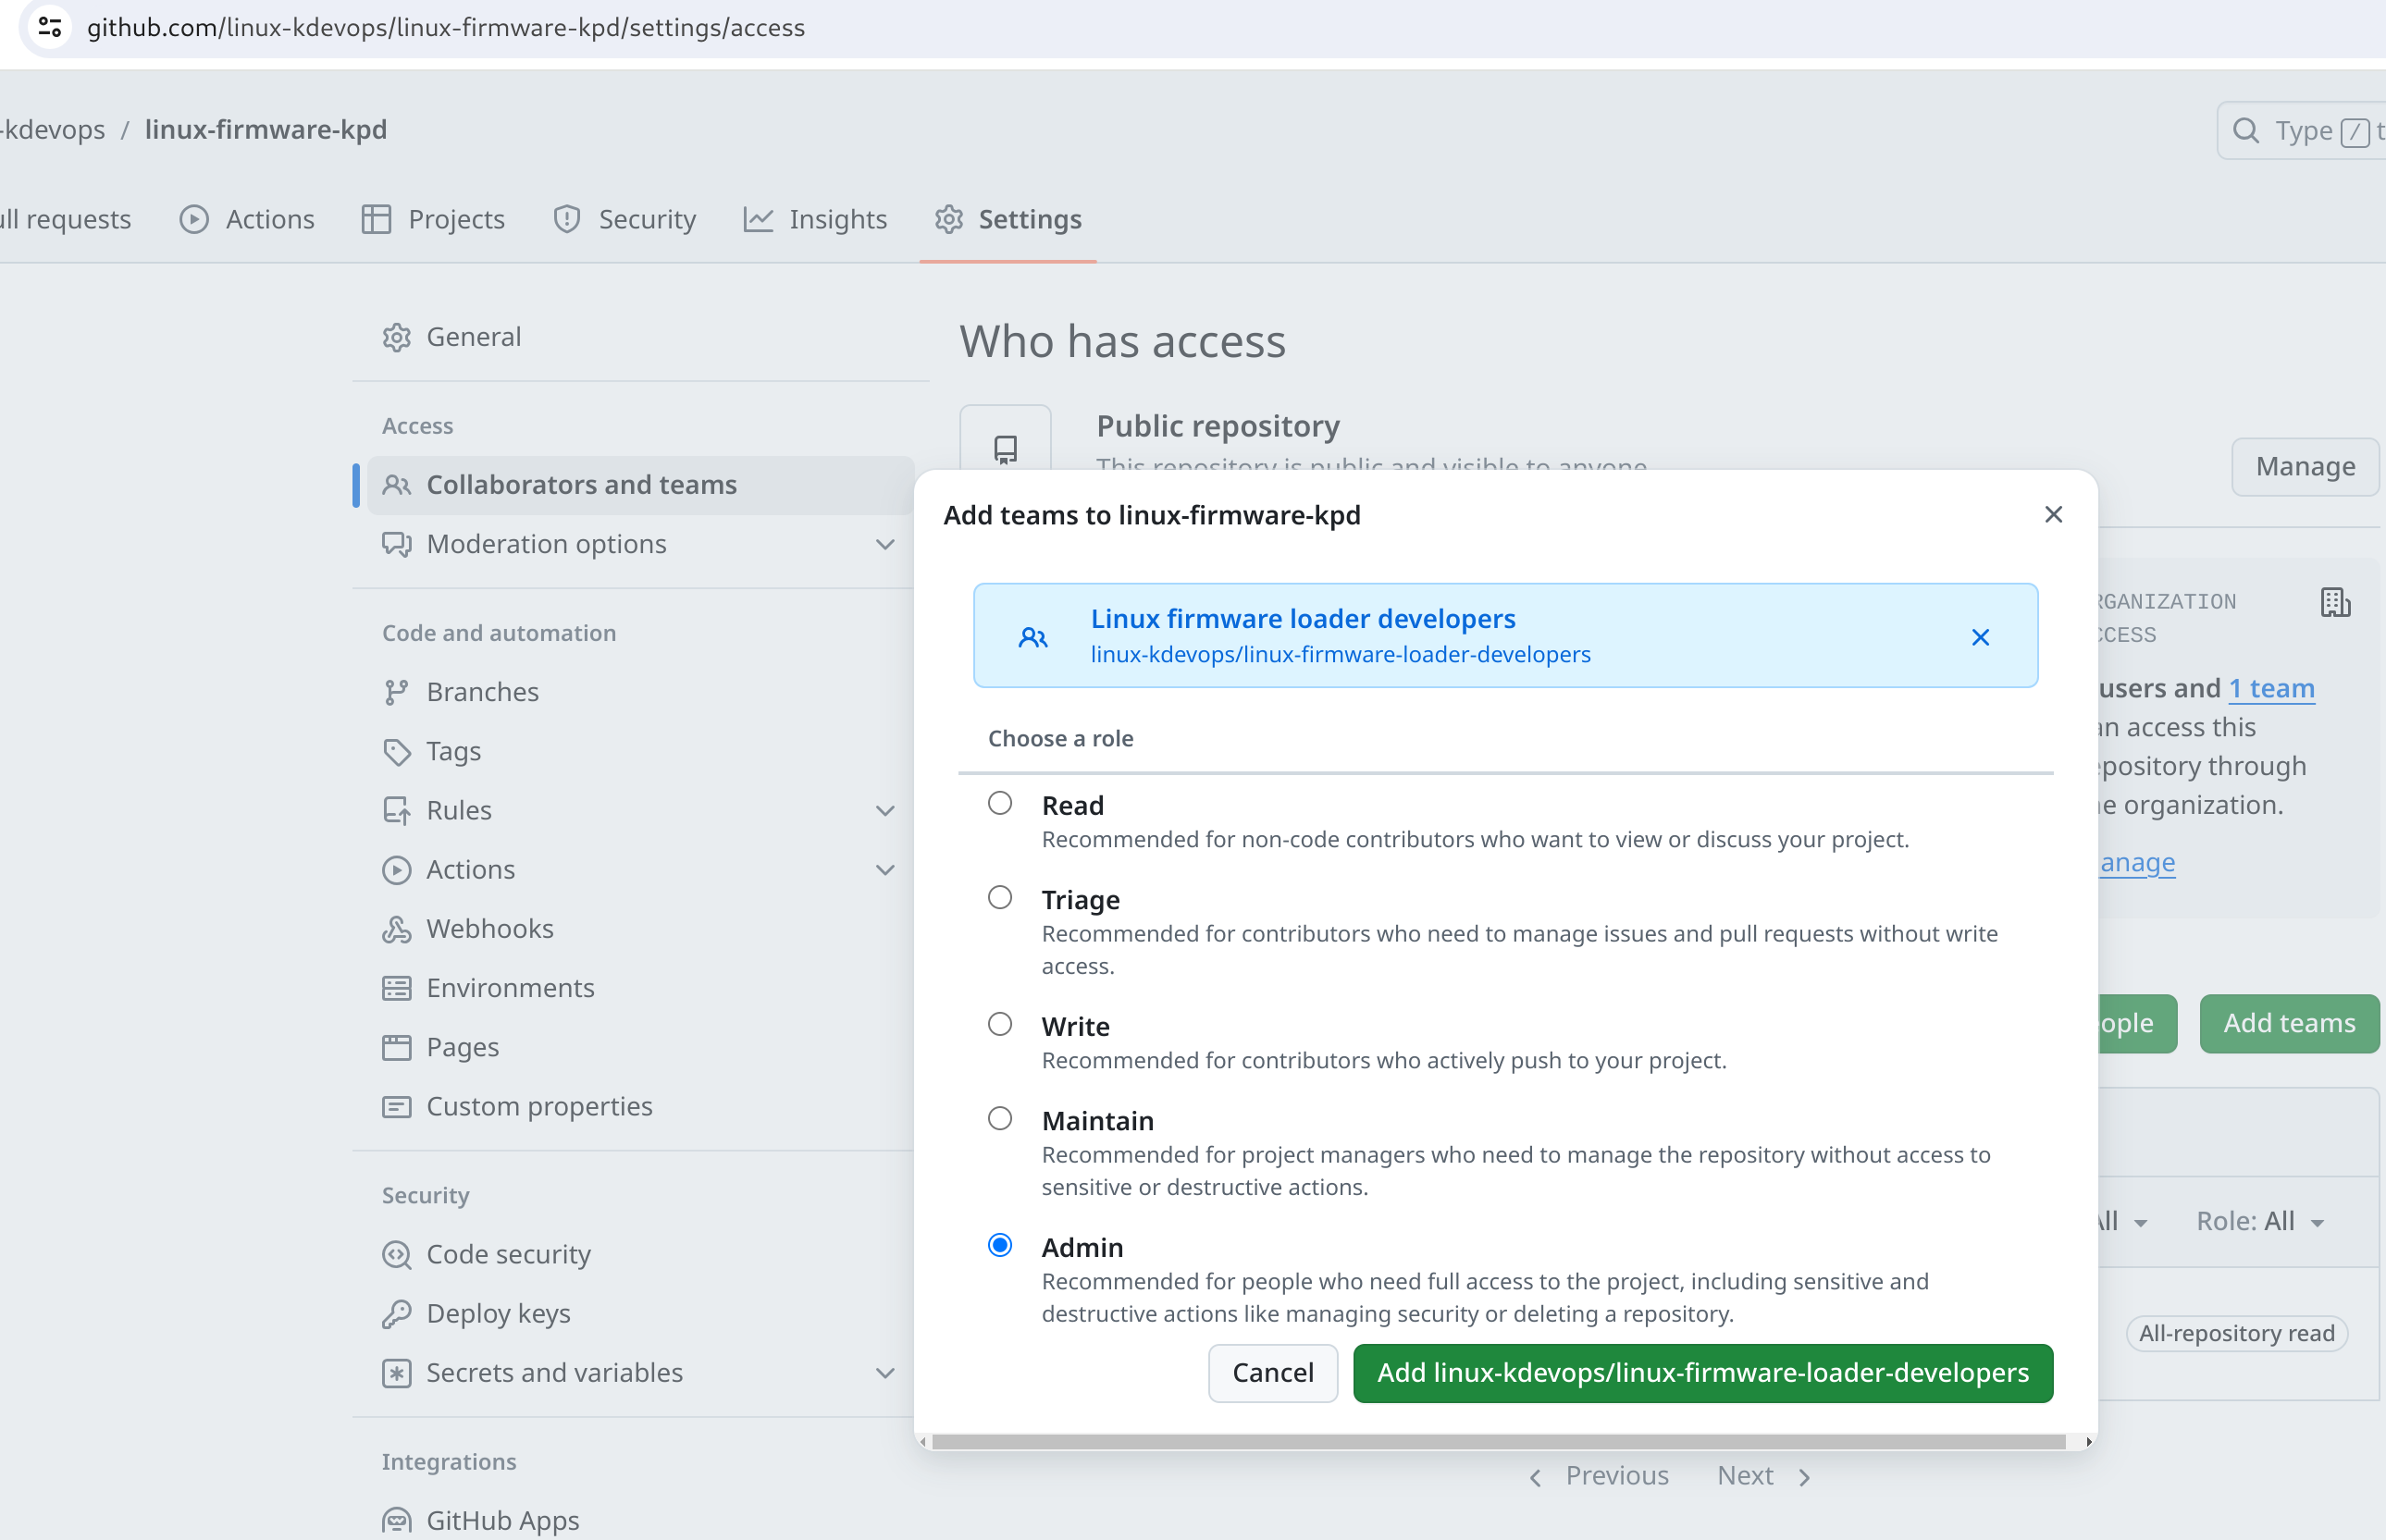 github.com/linux-kdevops/linux-firmware-kpd/settings/access
-kdevops / linux-firmware-kpd
Type / t
ull requests
Actions
Projects
Security
Insights
Settings
General
Access
Collaborators and teams
Moderation options
Code and automation
Branches
Tags
Rules
Actions
Webhooks
Environments
Pages
Custom properties
Security
Code security
Deploy keys
Secrets and variables
Integrations
GitHub Apps
Who has access
Public repository
This repository is public and visible to anyone
Manage
RGANIZATION
CCESS
users and 1 team
an access this
epository through
he organization.
anage
ople
Add teams
All
Role: All
All-repository read
Previous
Next
Add teams to linux-firmware-kpd
Linux firmware loader developers
linux-kdevops/linux-firmware-loader-developers
Choose a role
Read
Recommended for non-code contributors who want to view or discuss your project.
Triage
Recommended for contributors who need to manage issues and pull requests without write
access.
Write
Recommended for contributors who actively push to your project.
Maintain
Recommended for project managers who need to manage the repository without access to
sensitive or destructive actions.
Admin
Recommended for people who need full access to the project, including sensitive and
destructive actions like managing security or deleting a repository.
Cancel
Add linux-kdevops/linux-firmware-loader-developers